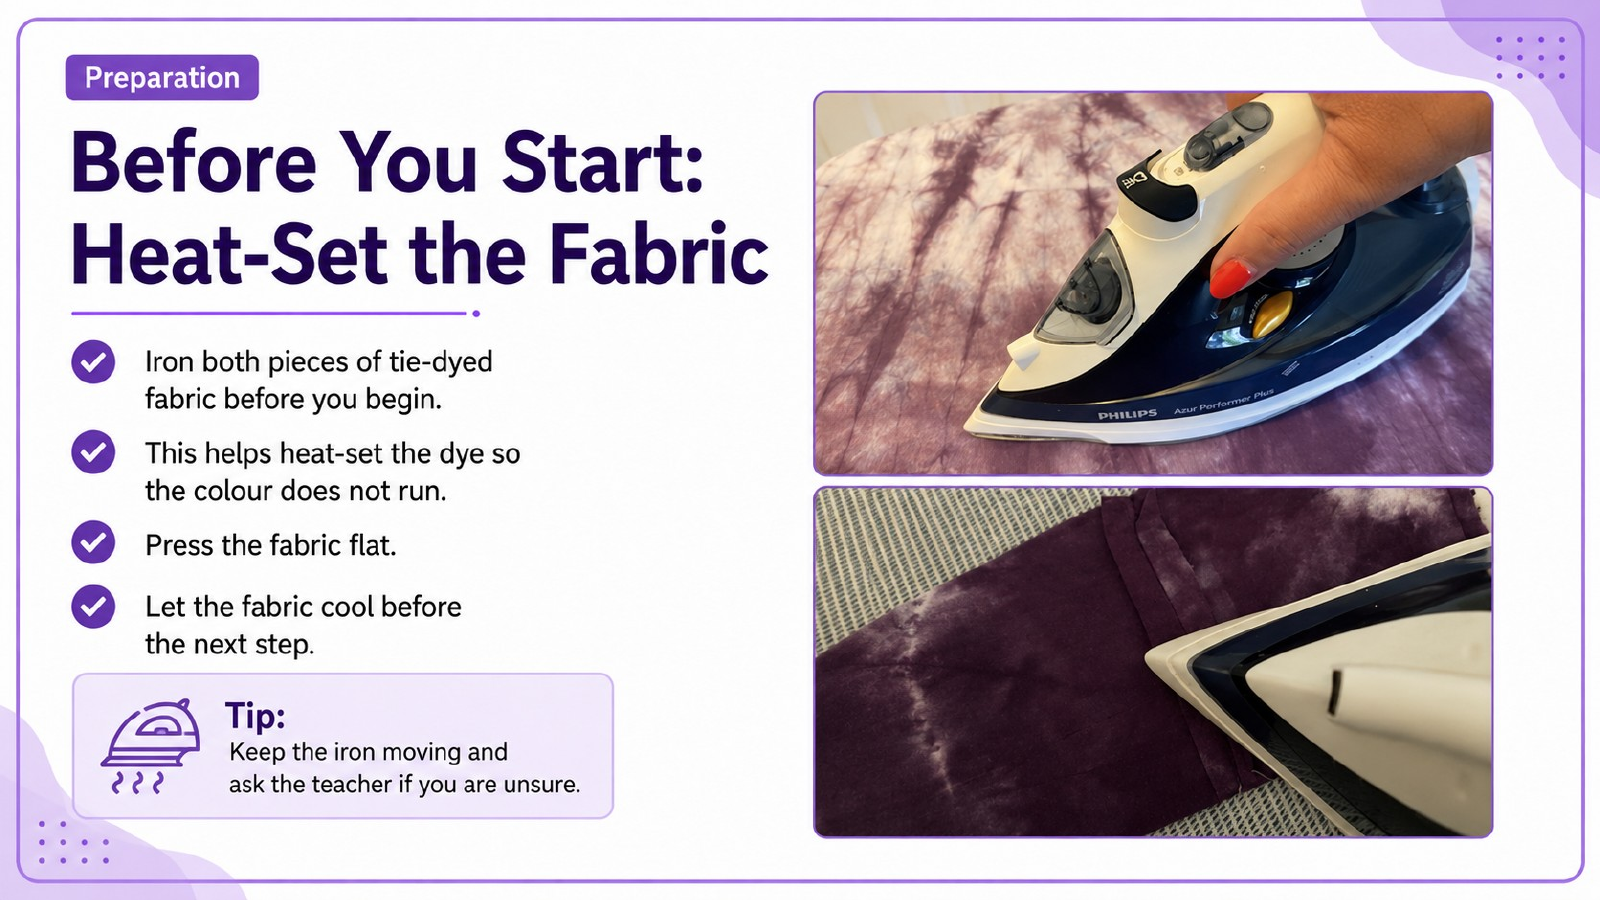 Preparation
Before You Start:
Heat-Set the Fabric
Iron both pieces of tie-dyed
fabric before you begin.
This helps heat-set the dye so
the colour does not run.
Press the fabric flat.
Let the fabric cool before
the next step.
Tip:
Keep the iron moving and
ask the teacher if you are unsure.
PHILIPS Azur Performer Plus